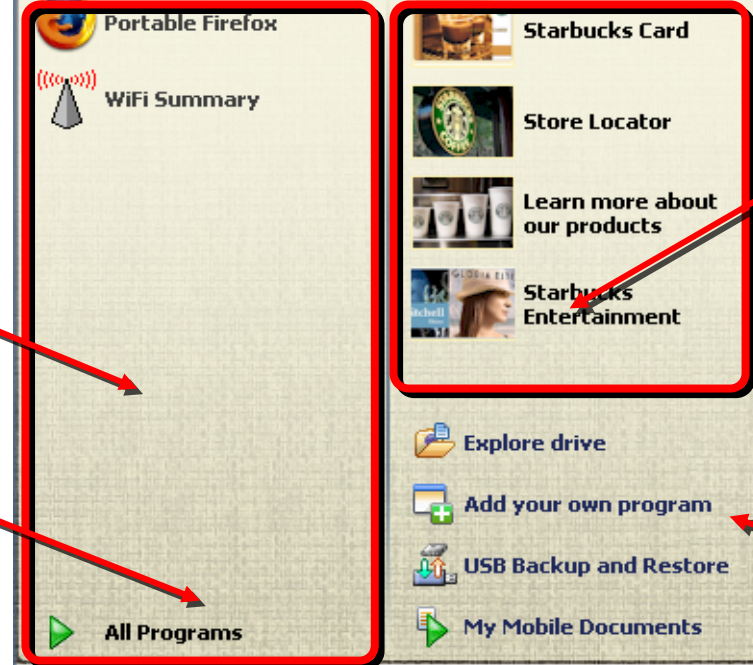 Portable Firefox
WiFi Summary
All Programs
Starbucks Card
Store Locator
Learn more about
our products
Starbucks
Entertainment
Explore drive
Add your own program
USB Backup and Restore
My Mobile Documents